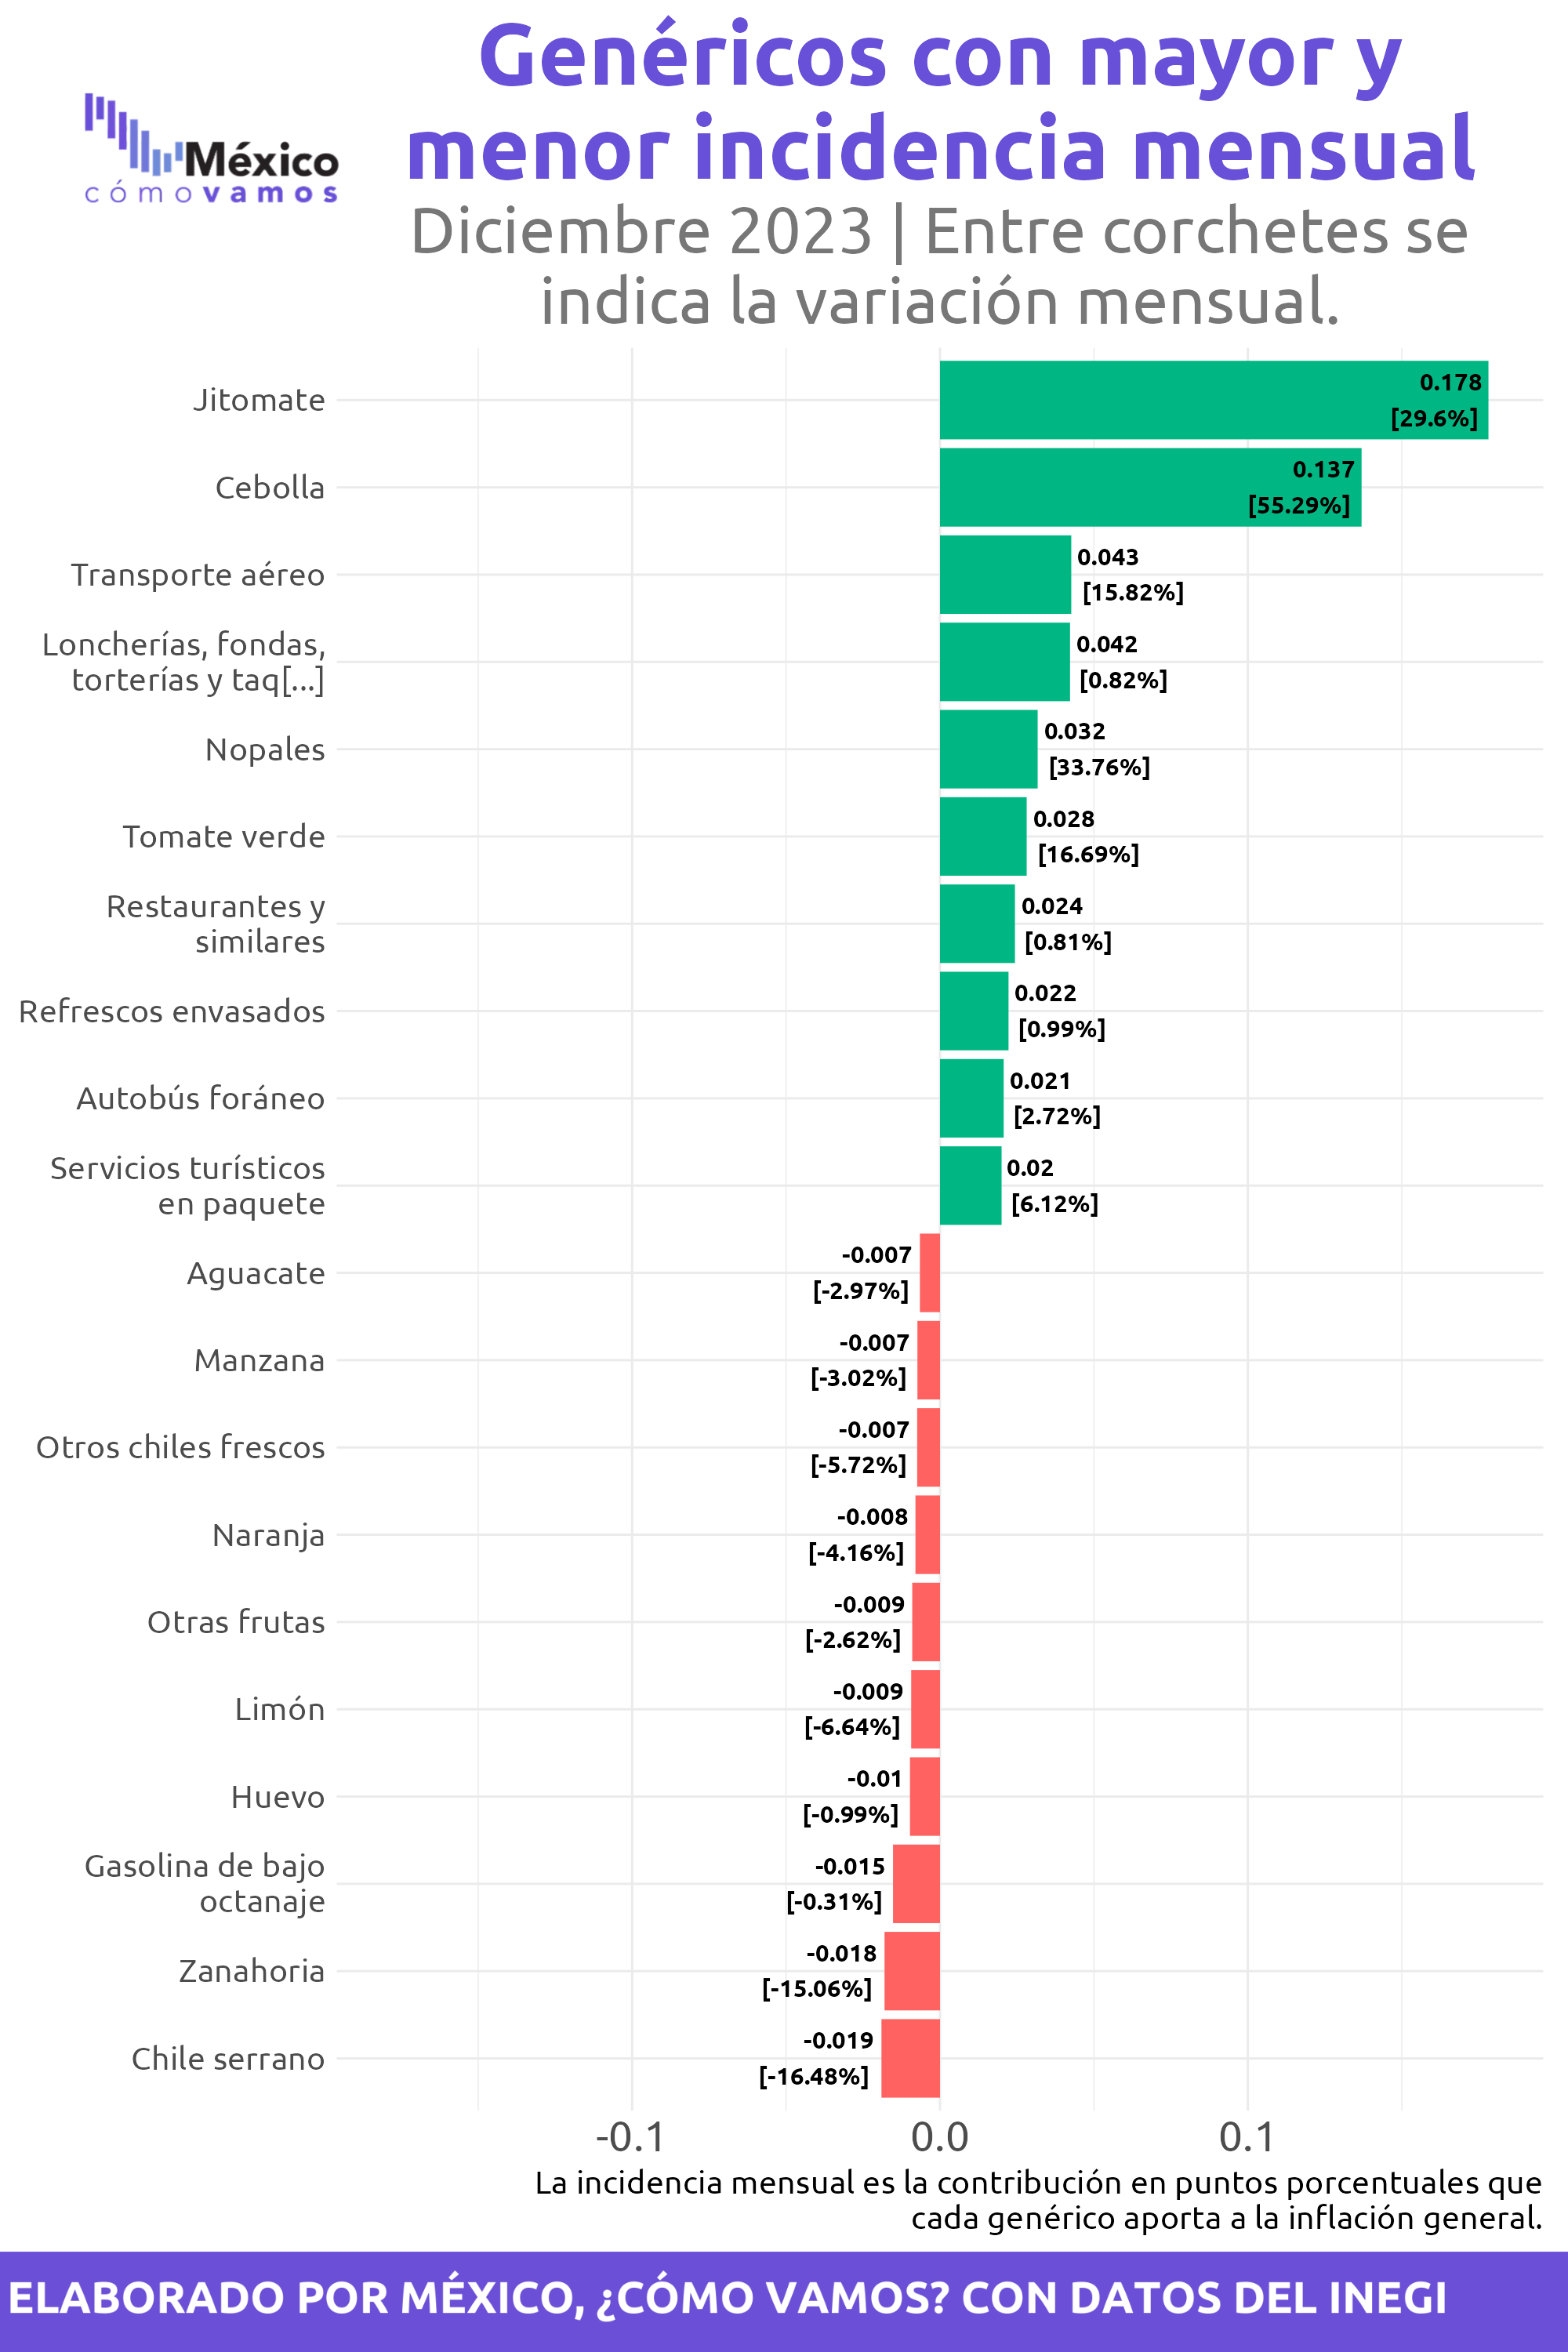 Genéricos con mayor y
menor incidencia mensual
México
cómovamos
Diciembre 2023 | Entre corchetes se
indica la variación mensual.
Jitomate
0.178
[29.6%]
Cebolla
0.137
[55.29%]
Transporte aéreo
0.043
[15.82%]
Loncherías, fondas,
torterías y taq[...]
0.042
[0.82%]
Nopales
0.032
[33.76%]
Tomate verde
0.028
[16.69%]
Restaurantes y
similares
0.024
[0.81%]
Refrescos envasados
0.022
[0.99%]
Autobús foráneo
0.021
[2.72%]
Servicios turísticos
en paquete
0.02
[6.12%]
Aguacate
-0.007
[-2.97%]
Manzana
-0.007
[-3.02%]
Otros chiles frescos
-0.007
[-5.72%]
Naranja
-0.008
[-4.16%]
Otras frutas
-0.009
[-2.62%]
Limón
-0.009
[-6.64%]
Huevo
-0.01
[-0.99%]
Gasolina de bajo
octanaje
-0.015
[-0.31%]
Zanahoria
-0.018
[-15.06%]
Chile serrano
-0.019
[-16.48%]
-0.1 0.0 0.1
La incidencia mensual es la contribución en puntos porcentuales que
cada genérico aporta a la inflación general.
ELABORADO POR MÉXICO, ¿CÓMO VAMOS? CON DATOS DEL INEGI